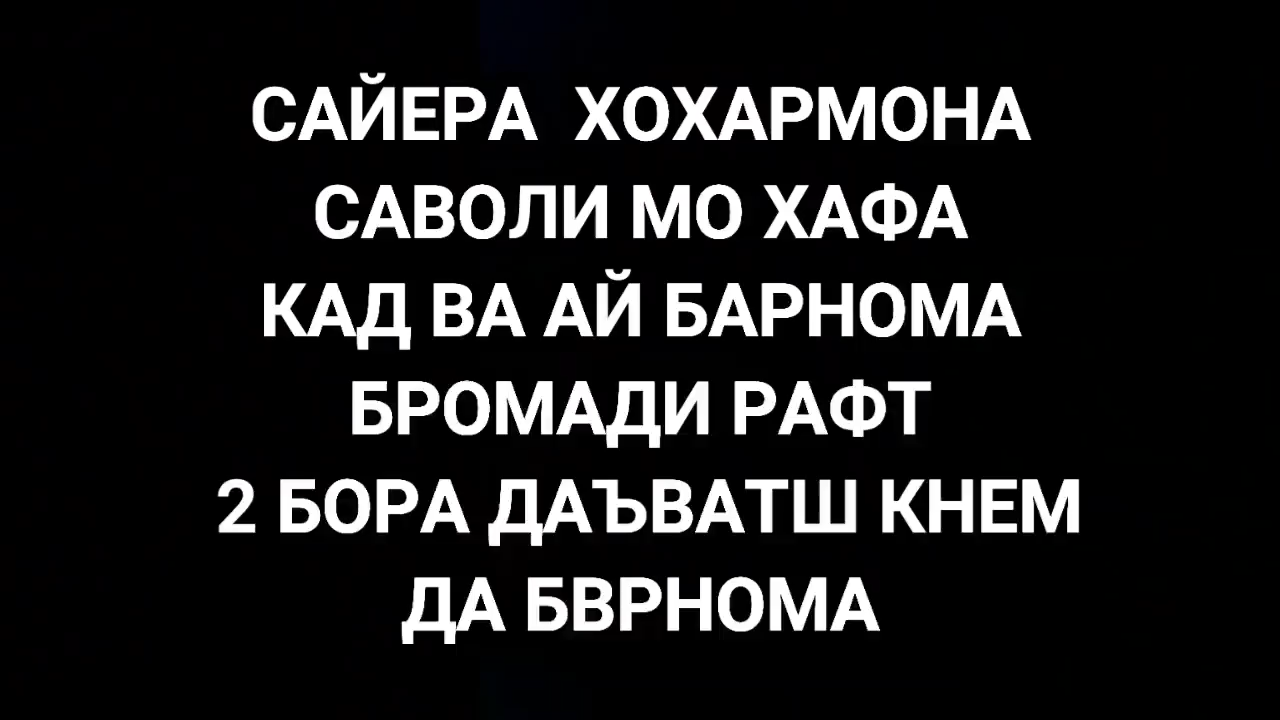 САЙЕРА ХОХАРМОНА
САВОЛИ МО ХАФА
КАД ВА АЙ БАРНОМА
БРОМАДИ РАФТ
2 БОРА ДАЪВАТШ КНЕМ
ДА БВРНОМА